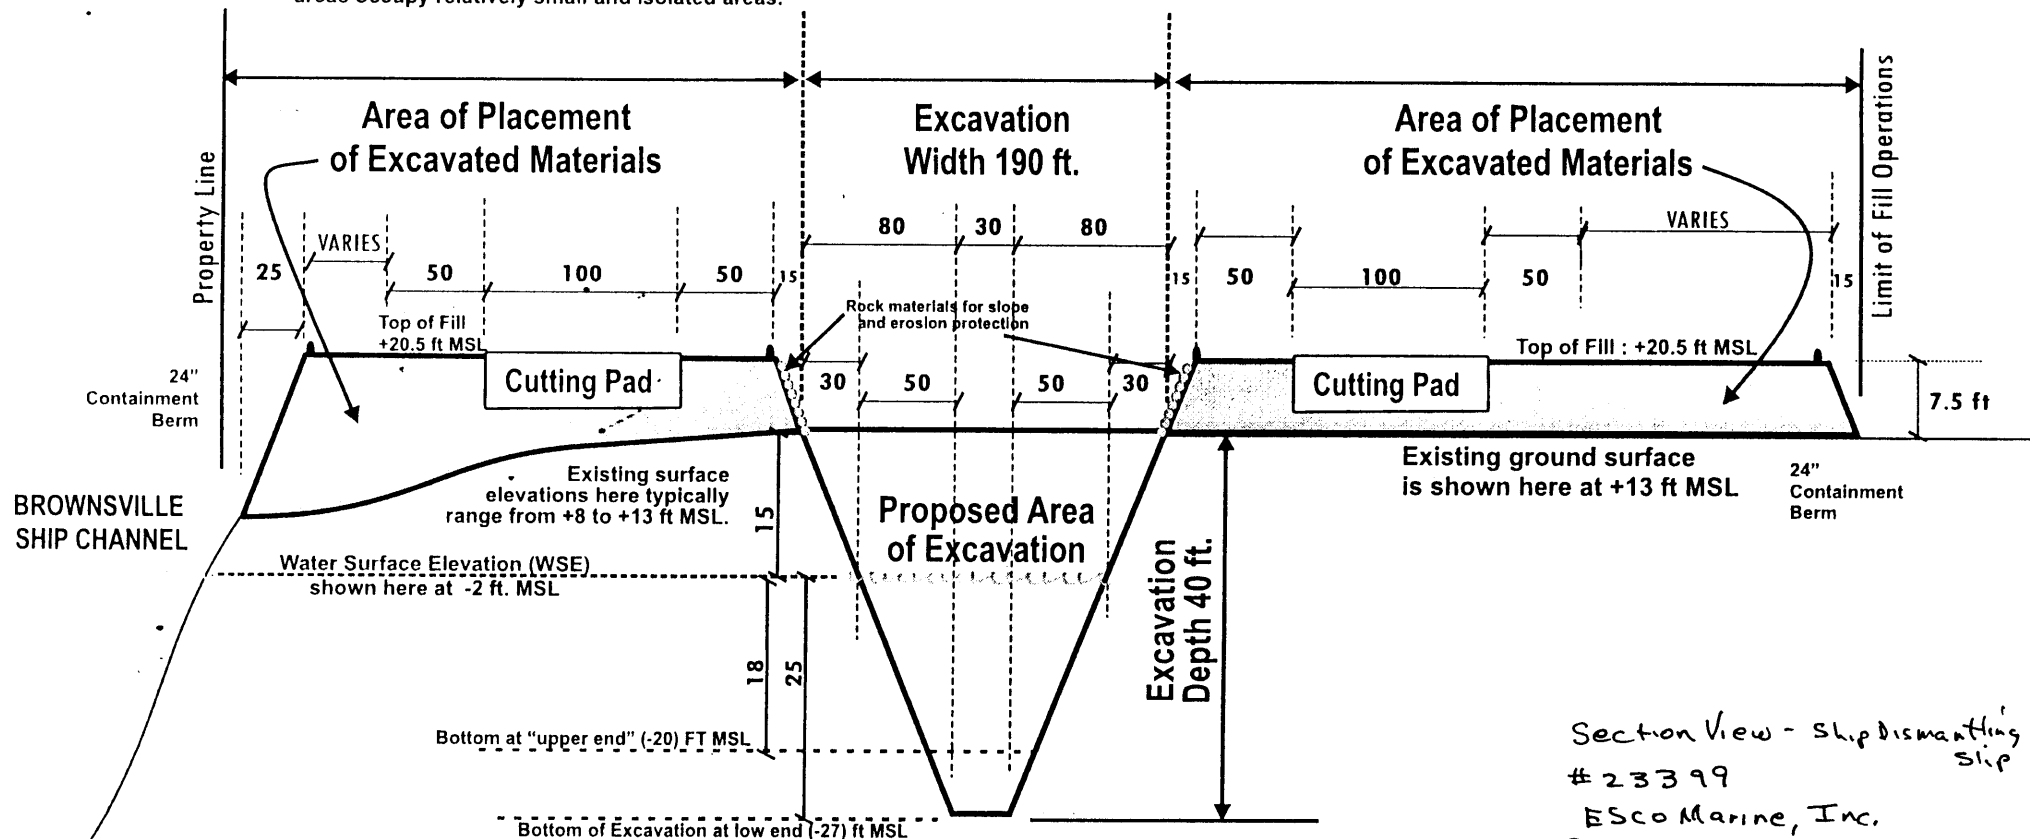 areas occupy relatively small and isolated areas.
Property Line
Area of Placement
of Excavated Materials
Excavation
Width 190 ft.
Area of Placement
of Excavated Materials
Limit of Fill Operations
25
VARIES
50
100
50
15
80
30
80
15
50
100
50
VARIES
15
Top of Fill
+20.5 ft MSL
Rock materials for slope
and erosion protection
Top of Fill : +20.5 ft MSL
24"
Containment
Berm
Cutting Pad
30
50
50
30
Cutting Pad
7.5 ft
BROWNSVILLE
SHIP CHANNEL
Existing surface
elevations here typically
range from +8 to +13 ft MSL.
15
Proposed Area
of Excavation
Existing ground surface
is shown here at +13 ft MSL
24"
Containment
Berm
Water Surface Elevation (WSE)
shown here at -2 ft. MSL
18
25
Excavation
Depth 40 ft.
Bottom at "upper end" (-20) FT MSL
Bottom of Excavation at low end (-27) ft MSL
Section View - Ship Dismantling
Slip
#23399
ESCO Marine, Inc.